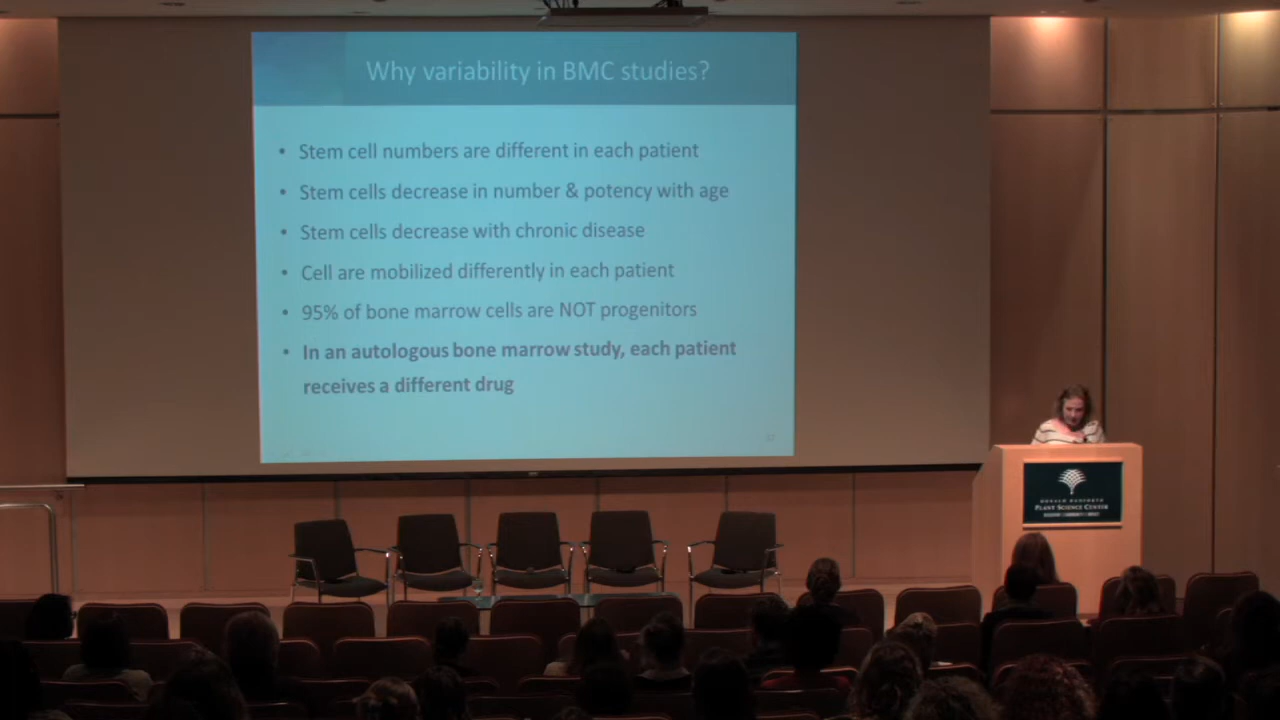 Why variability in BMC studies?
• Stem cell numbers are different in each patient
• Stem cells decrease in number & potency with age
• Stem cells decrease with chronic disease
• Cell are mobilized differently in each patient
• 95% of bone marrow cells are NOT progenitors
• In an autologous bone marrow study, each patient
receives a different drug
DONALD DANFORTH
PLANT SCIENCE CENTER